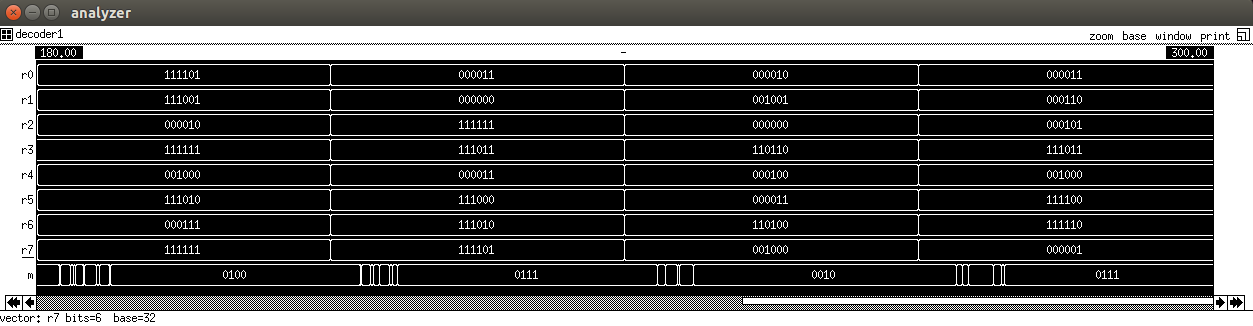 analyzer
decoder1 zoom base window print
180.00 - 300.00
r0 111101 000011 000010 000011
r1 111001 000000 001001 000110
r2 000010 111111 000000 000101
r3 111111 111011 110110 111011
r4 001000 000011 000100 001000
r5 111010 111000 000011 111100
r6 000111 111010 110100 111110
r7 111111 111101 001000 000001
m 0100 0111 0010 0111
vector: r7 bits=6 base=32